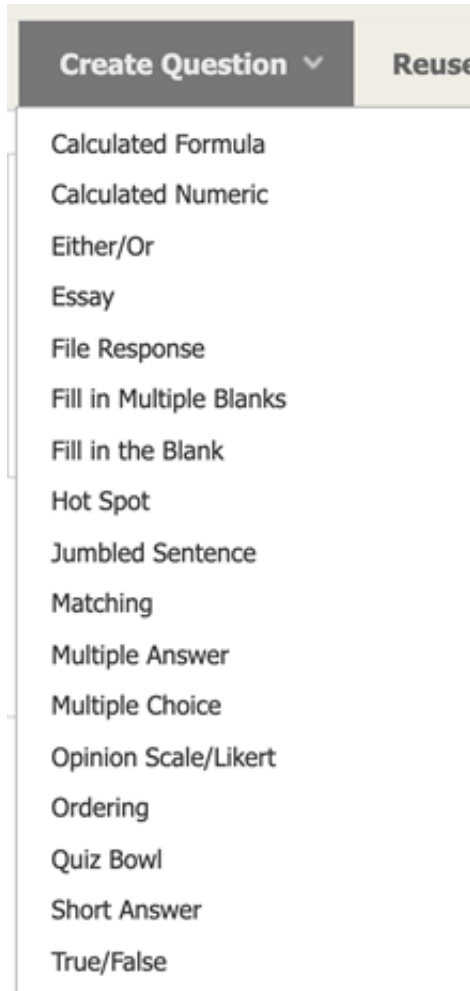 Create Question Reuse
Calculated Formula
Calculated Numeric
Either/Or
Essay
File Response
Fill in Multiple Blanks
Fill in the Blank
Hot Spot
Jumbled Sentence
Matching
Multiple Answer
Multiple Choice
Opinion Scale/Likert
Ordering
Quiz Bowl
Short Answer
True/False